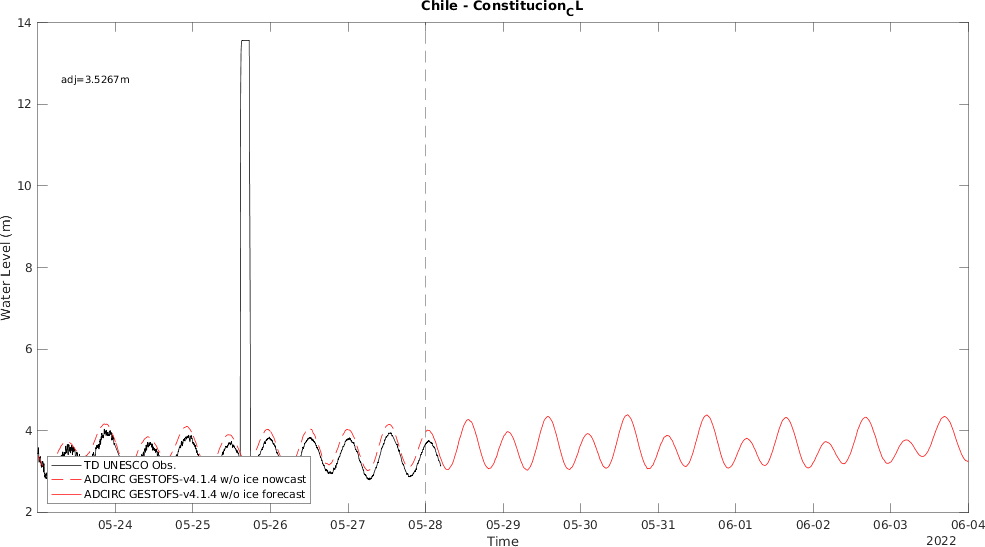 Chile - Constitucion_CL
14
12
10
8
6
4
2
Water Level (m)
adj=3.5267m
TD UNESCO Obs.
ADCIRC GESTOFS-v4.1.4 w/o ice nowcast
ADCIRC GESTOFS-v4.1.4 w/o ice forecast
05-24 05-25 05-26 05-27 05-28 05-29 05-30 05-31 06-01 06-02 06-03 06-04
Time
2022